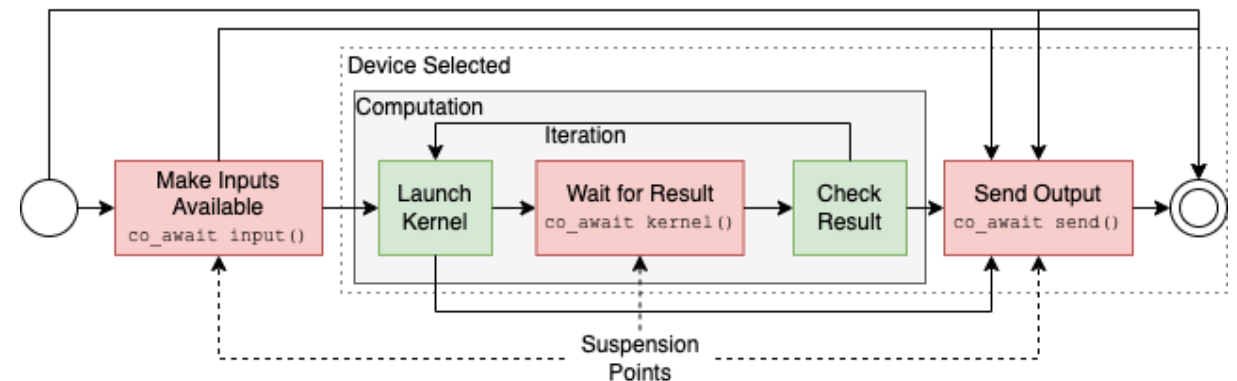 Device Selected
Computation
Iteration
Make Inputs
Available
co_await input()
Launch
Kernel
Wait for Result
co_await kernel()
Check
Result
Send Output
co_await send()
Suspension
Points